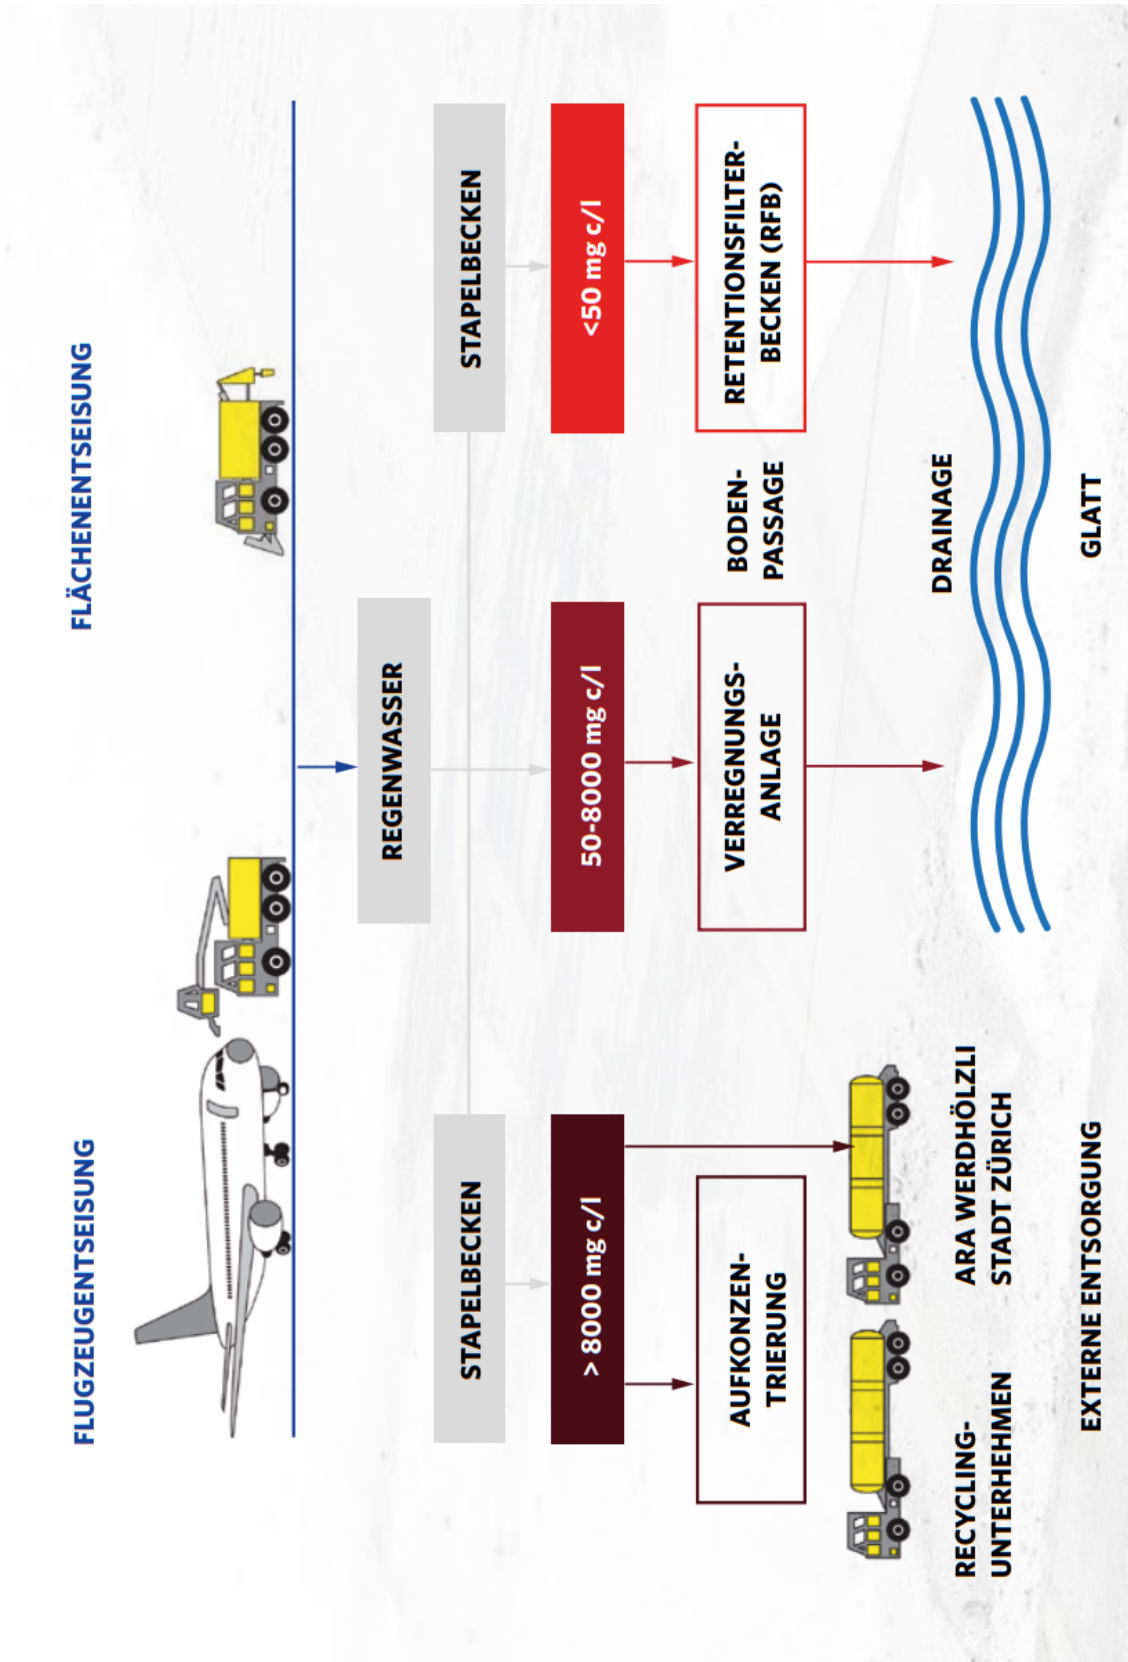 FLUGZEUGENTSEISUNG
FLÄCHENENTSEISUNG
REGENWASSER
STAPELBECKEN
STAPELBECKEN
> 8000 mg c/l
50-8000 mg c/l
<50 mg c/l
AUFKONZEN-
TRIERUNG
VERREGNUNGS-
ANLAGE
BODEN-
PASSAGE
RETENTIONSFILTER-
BECKEN (RFB)
RECYCLING-
UNTERHEHMEN
ARA WERDHÖLZLI
STADT ZÜRICH
DRAINAGE
EXTERNE ENTSORGUNG
GLATT